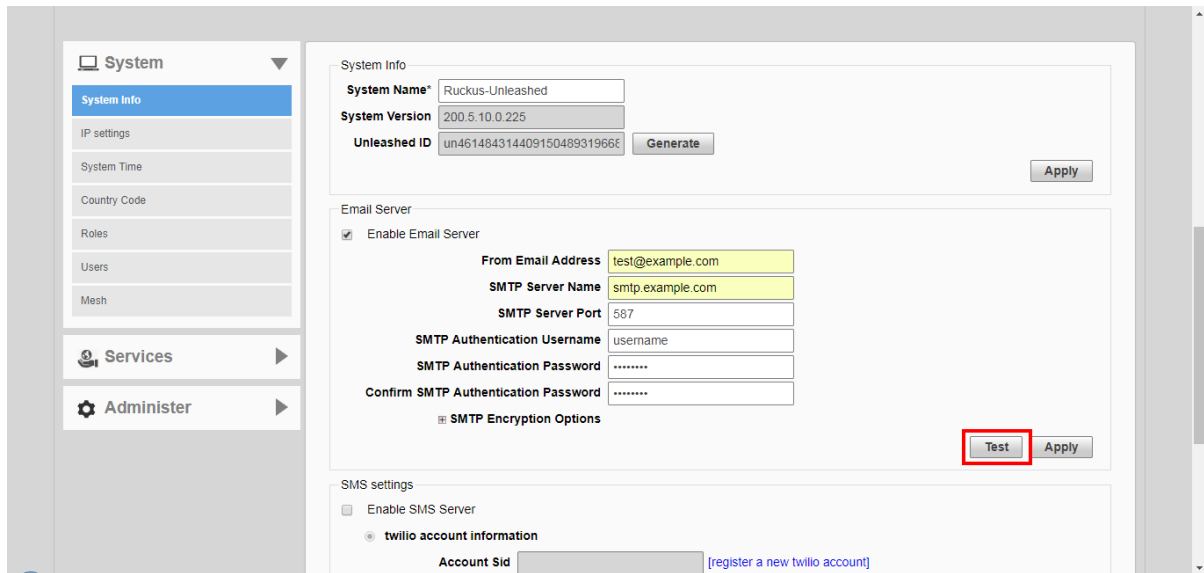 System
System Info
IP settings
System Time
Country Code
Roles
Users
Mesh
Services
Administer
System Info
System Name* Ruckus-Unleashed
System Version 200.5.10.0.225
Unleashed ID un461484314409150489319668 Generate
Apply
Email Server
Enable Email Server
From Email Address test@example.com
SMTP Server Name smtp.example.com
SMTP Server Port 587
SMTP Authentication Username username
SMTP Authentication Password ••••••••
Confirm SMTP Authentication Password ••••••••
SMTP Encryption Options
Test Apply
SMS settings
Enable SMS Server
twilio account information
Account Sid [register a new twilio account]